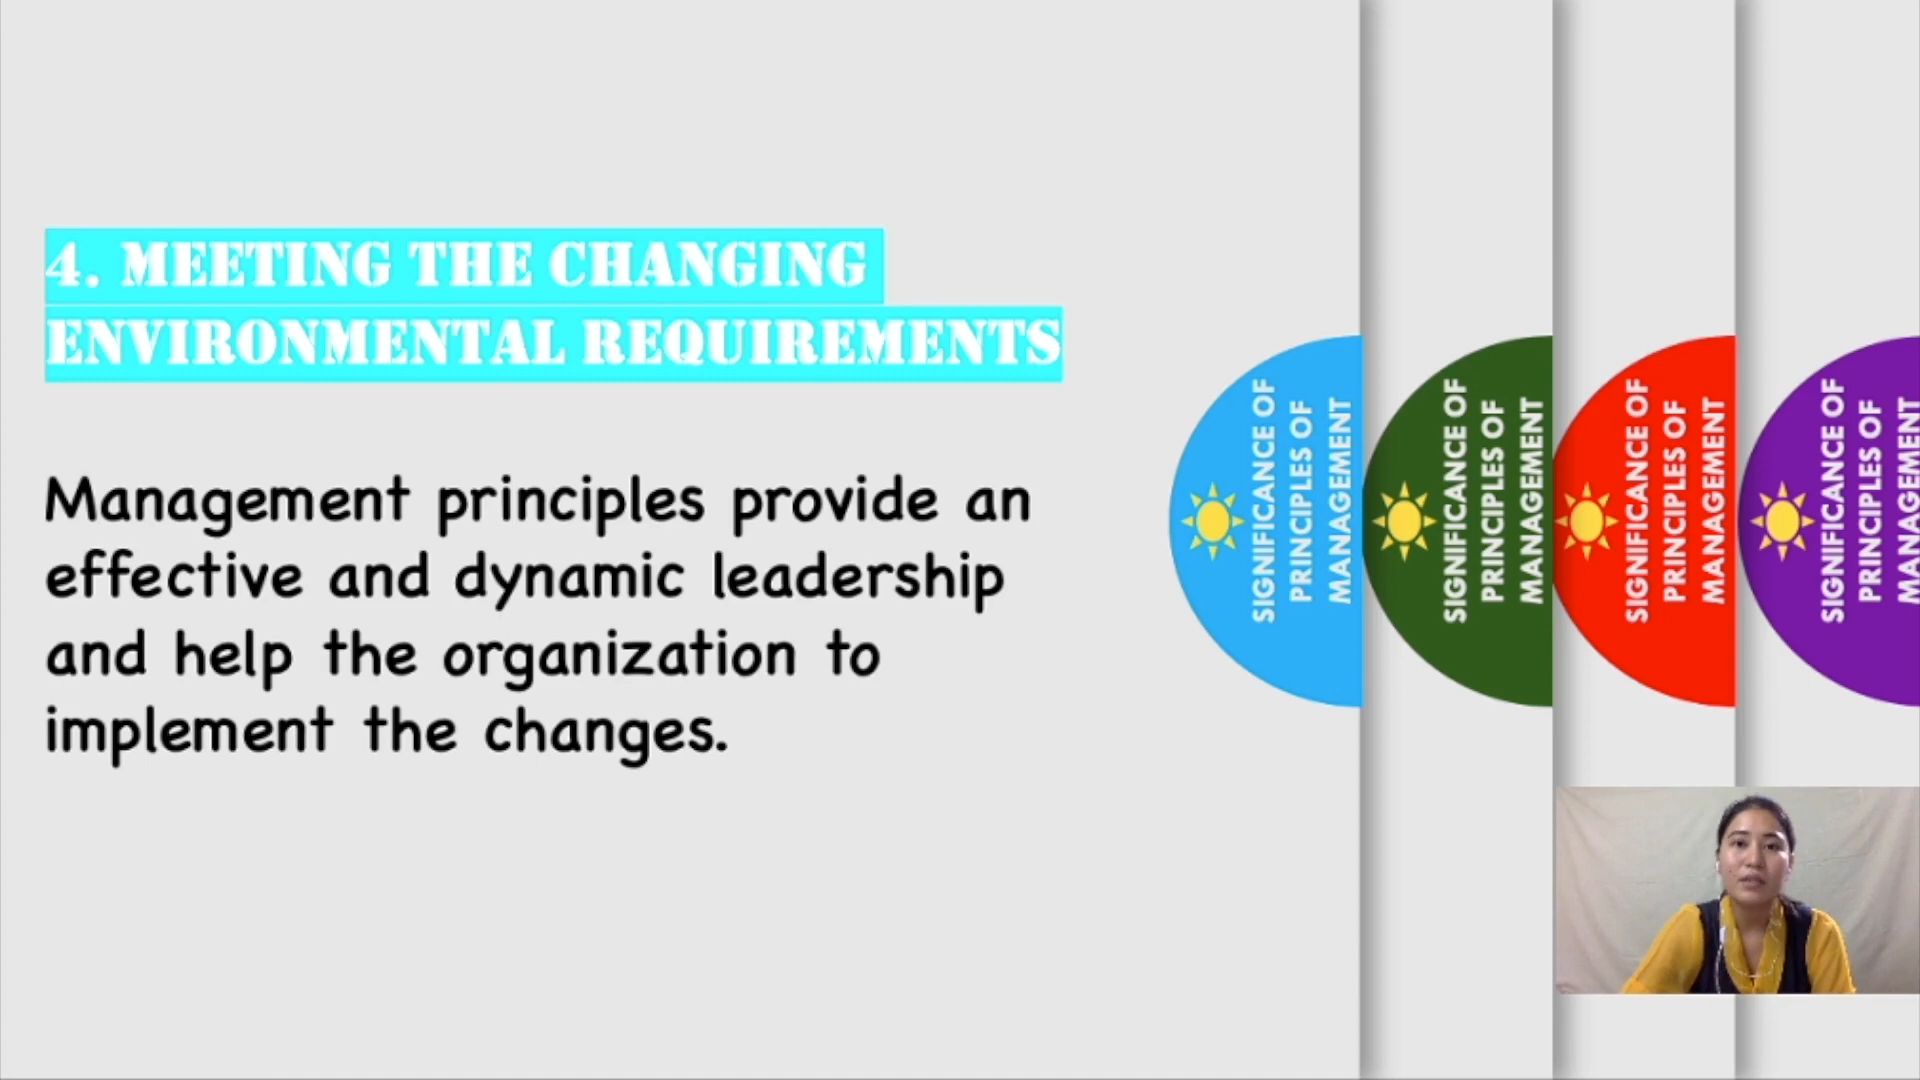 4. MEETING THE CHANGING
ENVIRONMENTAL REQUIREMENTS
Management principles provide an
effective and dynamic leadership
and help the organization to
implement the changes.
SIGNIFICANCE OF
PRINCIPLES OF
MANAGEMENT
SIGNIFICANCE OF
PRINCIPLES OF
MANAGEMENT
SIGNIFICANCE OF
PRINCIPLES OF
MANAGEMENT
SIGNIFICANCE OF
PRINCIPLES OF
MANAGEMENT